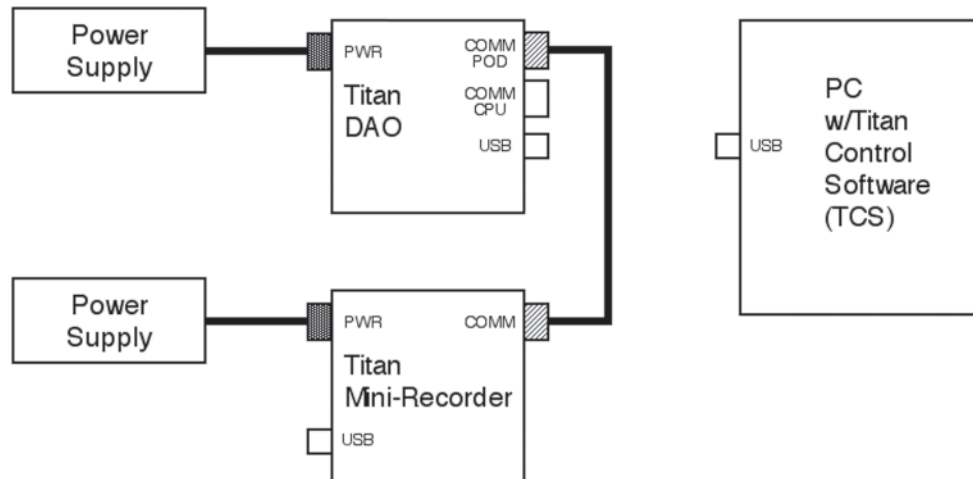 Power
Supply
PWR
Titan
DAO
COMM
POD
COMM
CPU
USB
USB
PC
w/Titan
Control
Software
(TCS)
Power
Supply
PWR
COMM
Titan
Mini-Recorder
USB